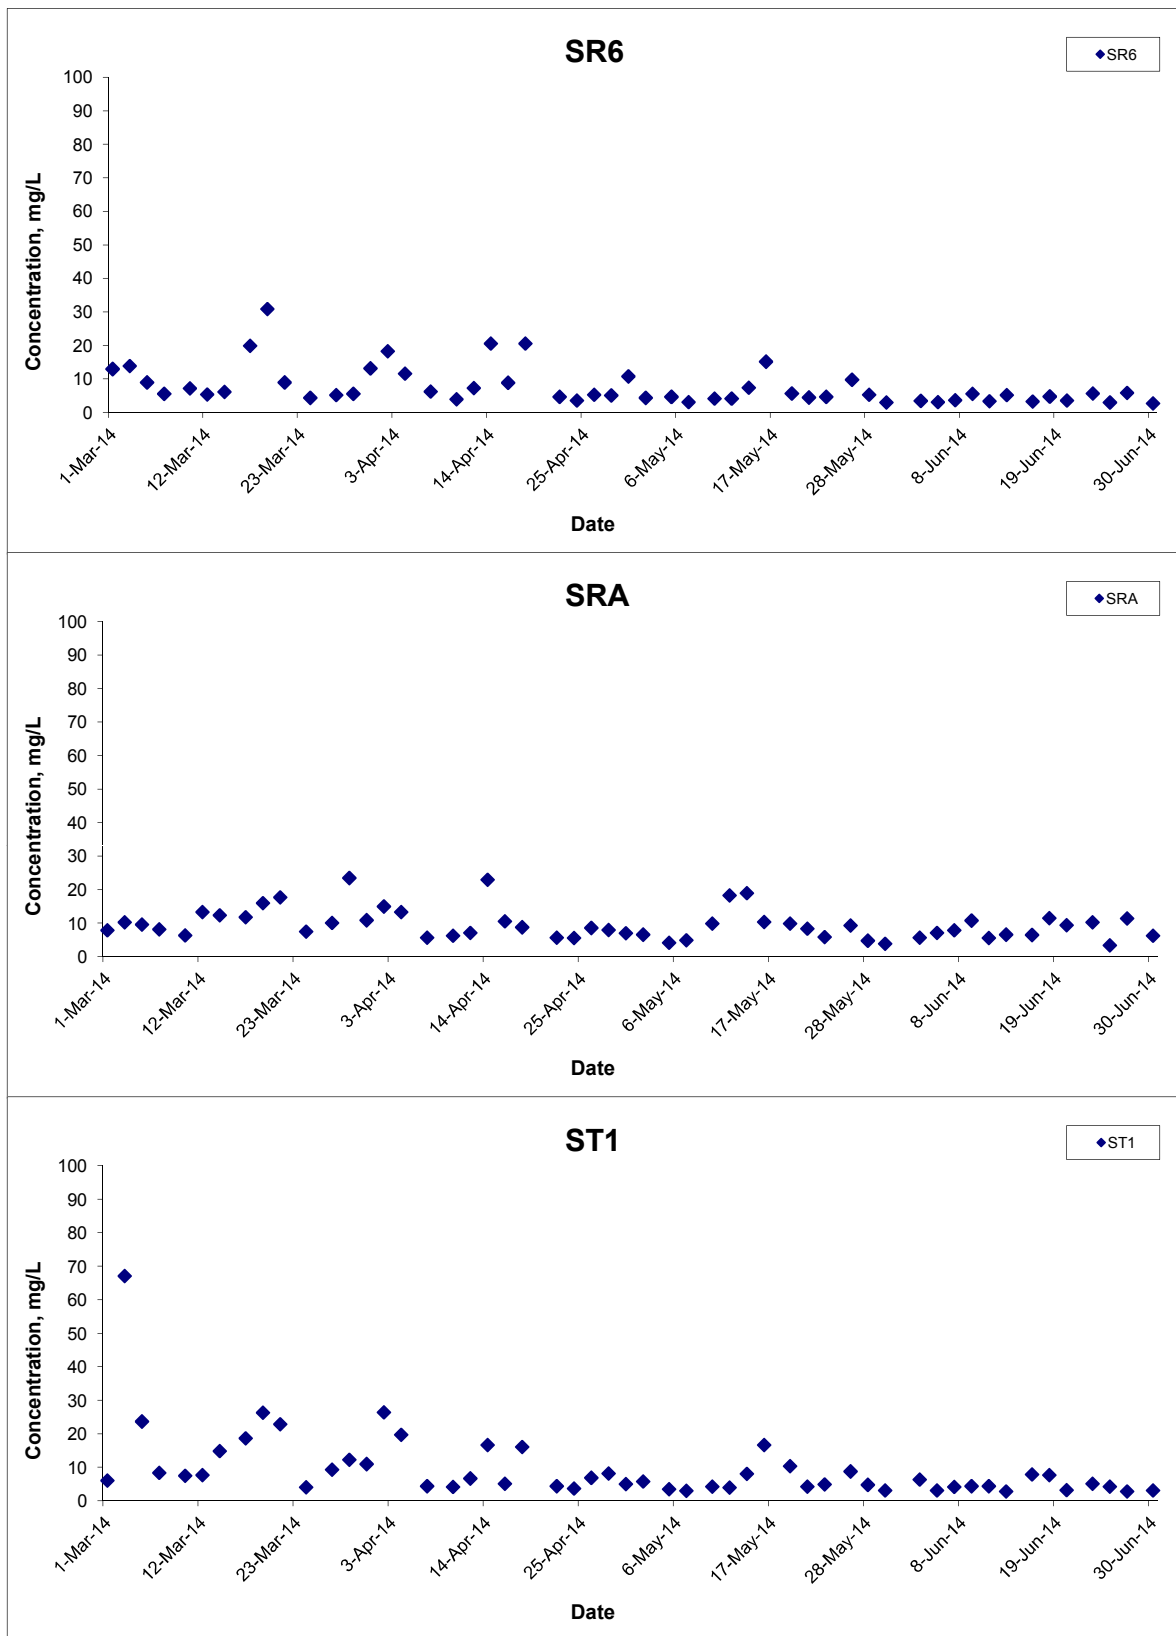 SR6
SR6
Concentration, mg/L
100
90
80
70
60
50
40
30
20
10
0
1-Mar-14
12-Mar-14
23-Mar-14
3-Apr-14
14-Apr-14
25-Apr-14
6-May-14
17-May-14
28-May-14
8-Jun-14
19-Jun-14
30-Jun-14
Date
SRA
SRA
Concentration, mg/L
100
90
80
70
60
50
40
30
20
10
0
1-Mar-14
12-Mar-14
23-Mar-14
3-Apr-14
14-Apr-14
25-Apr-14
6-May-14
17-May-14
28-May-14
8-Jun-14
19-Jun-14
30-Jun-14
Date
ST1
ST1
Concentration, mg/L
100
90
80
70
60
50
40
30
20
10
0
1-Mar-14
12-Mar-14
23-Mar-14
3-Apr-14
14-Apr-14
25-Apr-14
6-May-14
17-May-14
28-May-14
8-Jun-14
19-Jun-14
30-Jun-14
Date